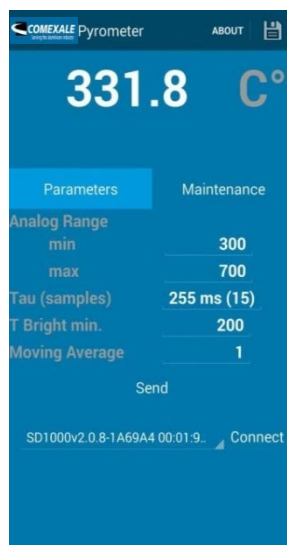 COMEXALE Pyrometer ABOUT
331.8 C°
Parameters Maintenance
Analog Range
min 300
max 700
Tau (samples) 255 ms (15)
T Bright min. 200
Moving Average 1
Send
SD1000v2.0.8-1A69A4 00:01:9.. Connect